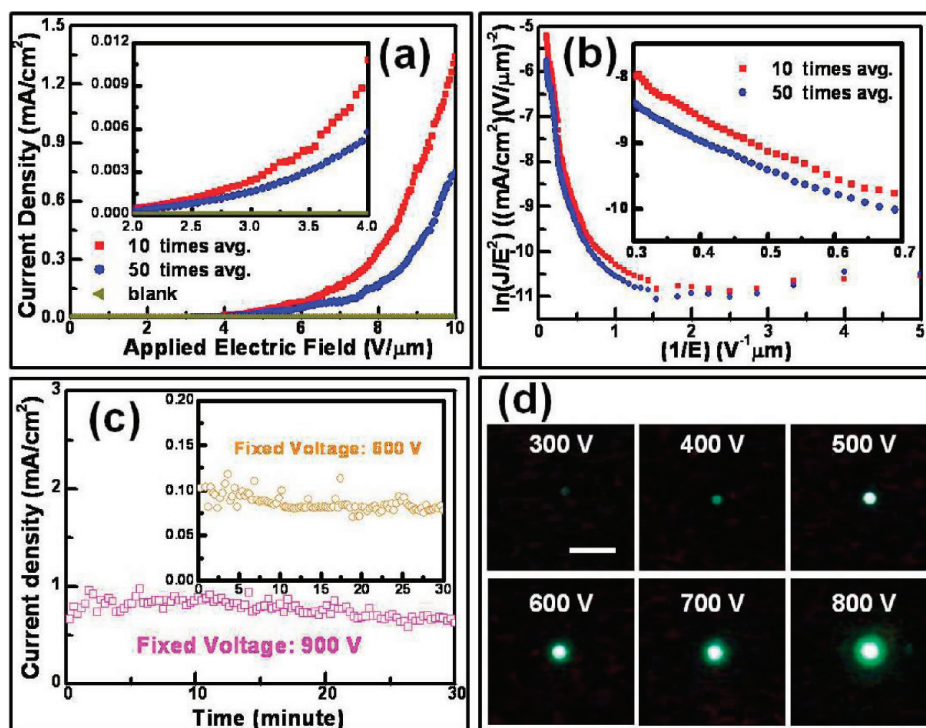 (a)
Current Density (mA/cm²)
1.5
1.2
0.9
0.6
0.3
0.0
0.012
0.009
0.006
0.003
0.000
2.0 2.5 3.0 3.5 4.0
10 times avg.
50 times avg.
blank
0 2 4 6 8 10
Applied Electric Field (V/μm)
(b)
ln(J/E²) ((mA/cm²)(V/μm)⁻²)
-5
-6
-7
-8
-9
-10
-11
10 times avg.
50 times avg.
-8
-9
-10
0.3 0.4 0.5 0.6 0.7
0 1 2 3 4 5
(1/E) (V⁻¹μm)
(c)
Current density (mA/cm²)
3
2
1
0
0.20
0.15
0.10
0.05
0.00
Fixed Voltage: 600 V
0 5 10 15 20 25 30
Fixed Voltage: 900 V
0 10 20 30
Time (minute)
(d)
300 V 400 V 500 V
600 V 700 V 800 V